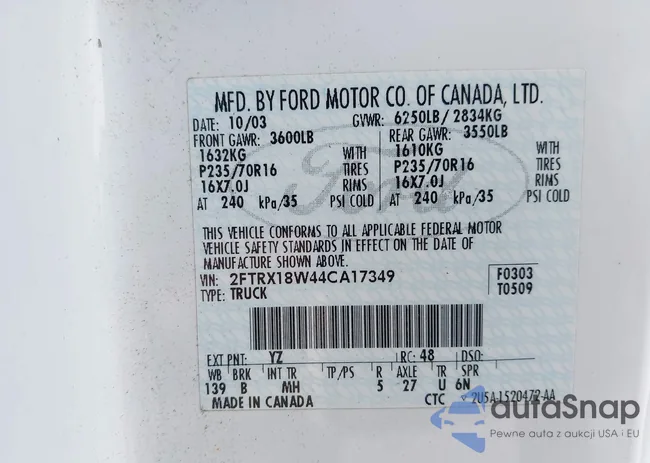 MFD. BY FORD MOTOR CO. OF CANADA, LTD.
DATE: 10/03 GVWR: 6250LB/ 2834KG
FRONT GAWR: 3600LB REAR GAWR: 3550LB
1632KG WITH 1610KG WITH
P235/70R16 TIRES P235/70R16 TIRES
16X7.0J RIMS 16X7.0J RIMS
AT 240 kPa/35 PSI COLD AT 240 kPa/35 PSI COLD
Ford
THIS VEHICLE CONFORMS TO ALL APPLICABLE FEDERAL MOTOR
VEHICLE SAFETY STANDARDS IN EFFECT ON THE DATE OF
MANUFACTURE SHOWN ABOVE.
VIN: 2FTRX18W44CA17349 F0303
TYPE: TRUCK T0509
EXT PNT: YZ RC: 48 DSO:
WB BRK INT TR TP/PS R AXLE TR SPR
139 B MH 5 27 U 6N
MADE IN CANADA CTC 2U5A-1520472-AA
autaSnap
Pewne auta z aukcji USA i EU